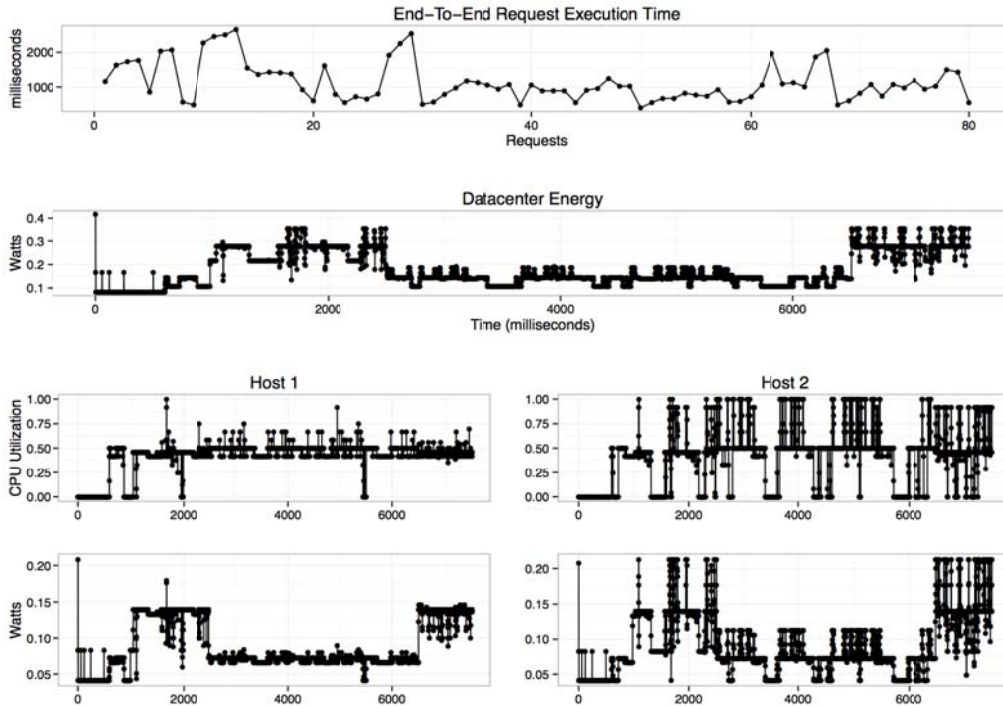 End-To-End Request Execution Time
milliseconds
2000
1000
0 20 40 60 80
Requests
Datacenter Energy
Watts
0.4
0.3
0.2
0.1
0 2000 4000 6000
Time (milliseconds)
Host 1
CPU Utilization
1.00
0.75
0.50
0.25
0.00
0 2000 4000 6000
Host 2
1.00
0.75
0.50
0.25
0.00
0 2000 4000 6000
Watts
0.20
0.15
0.10
0.05
0 2000 4000 6000
0.20
0.15
0.10
0.05
0 2000 4000 6000